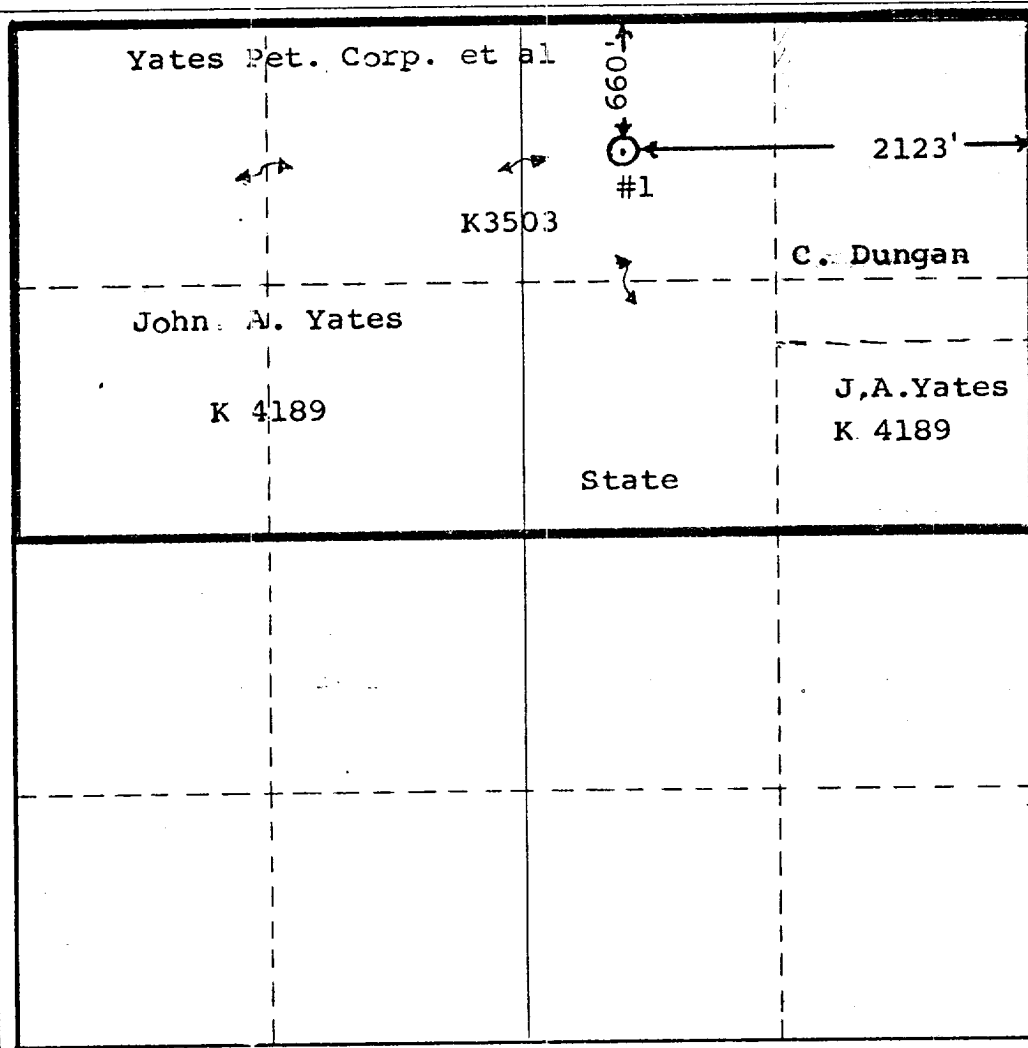 Yates Pet. Corp. et al
660'
2123'
#1
K3503
C. Dungan
John A. Yates
J.A.Yates
K 4189
K 4189
State